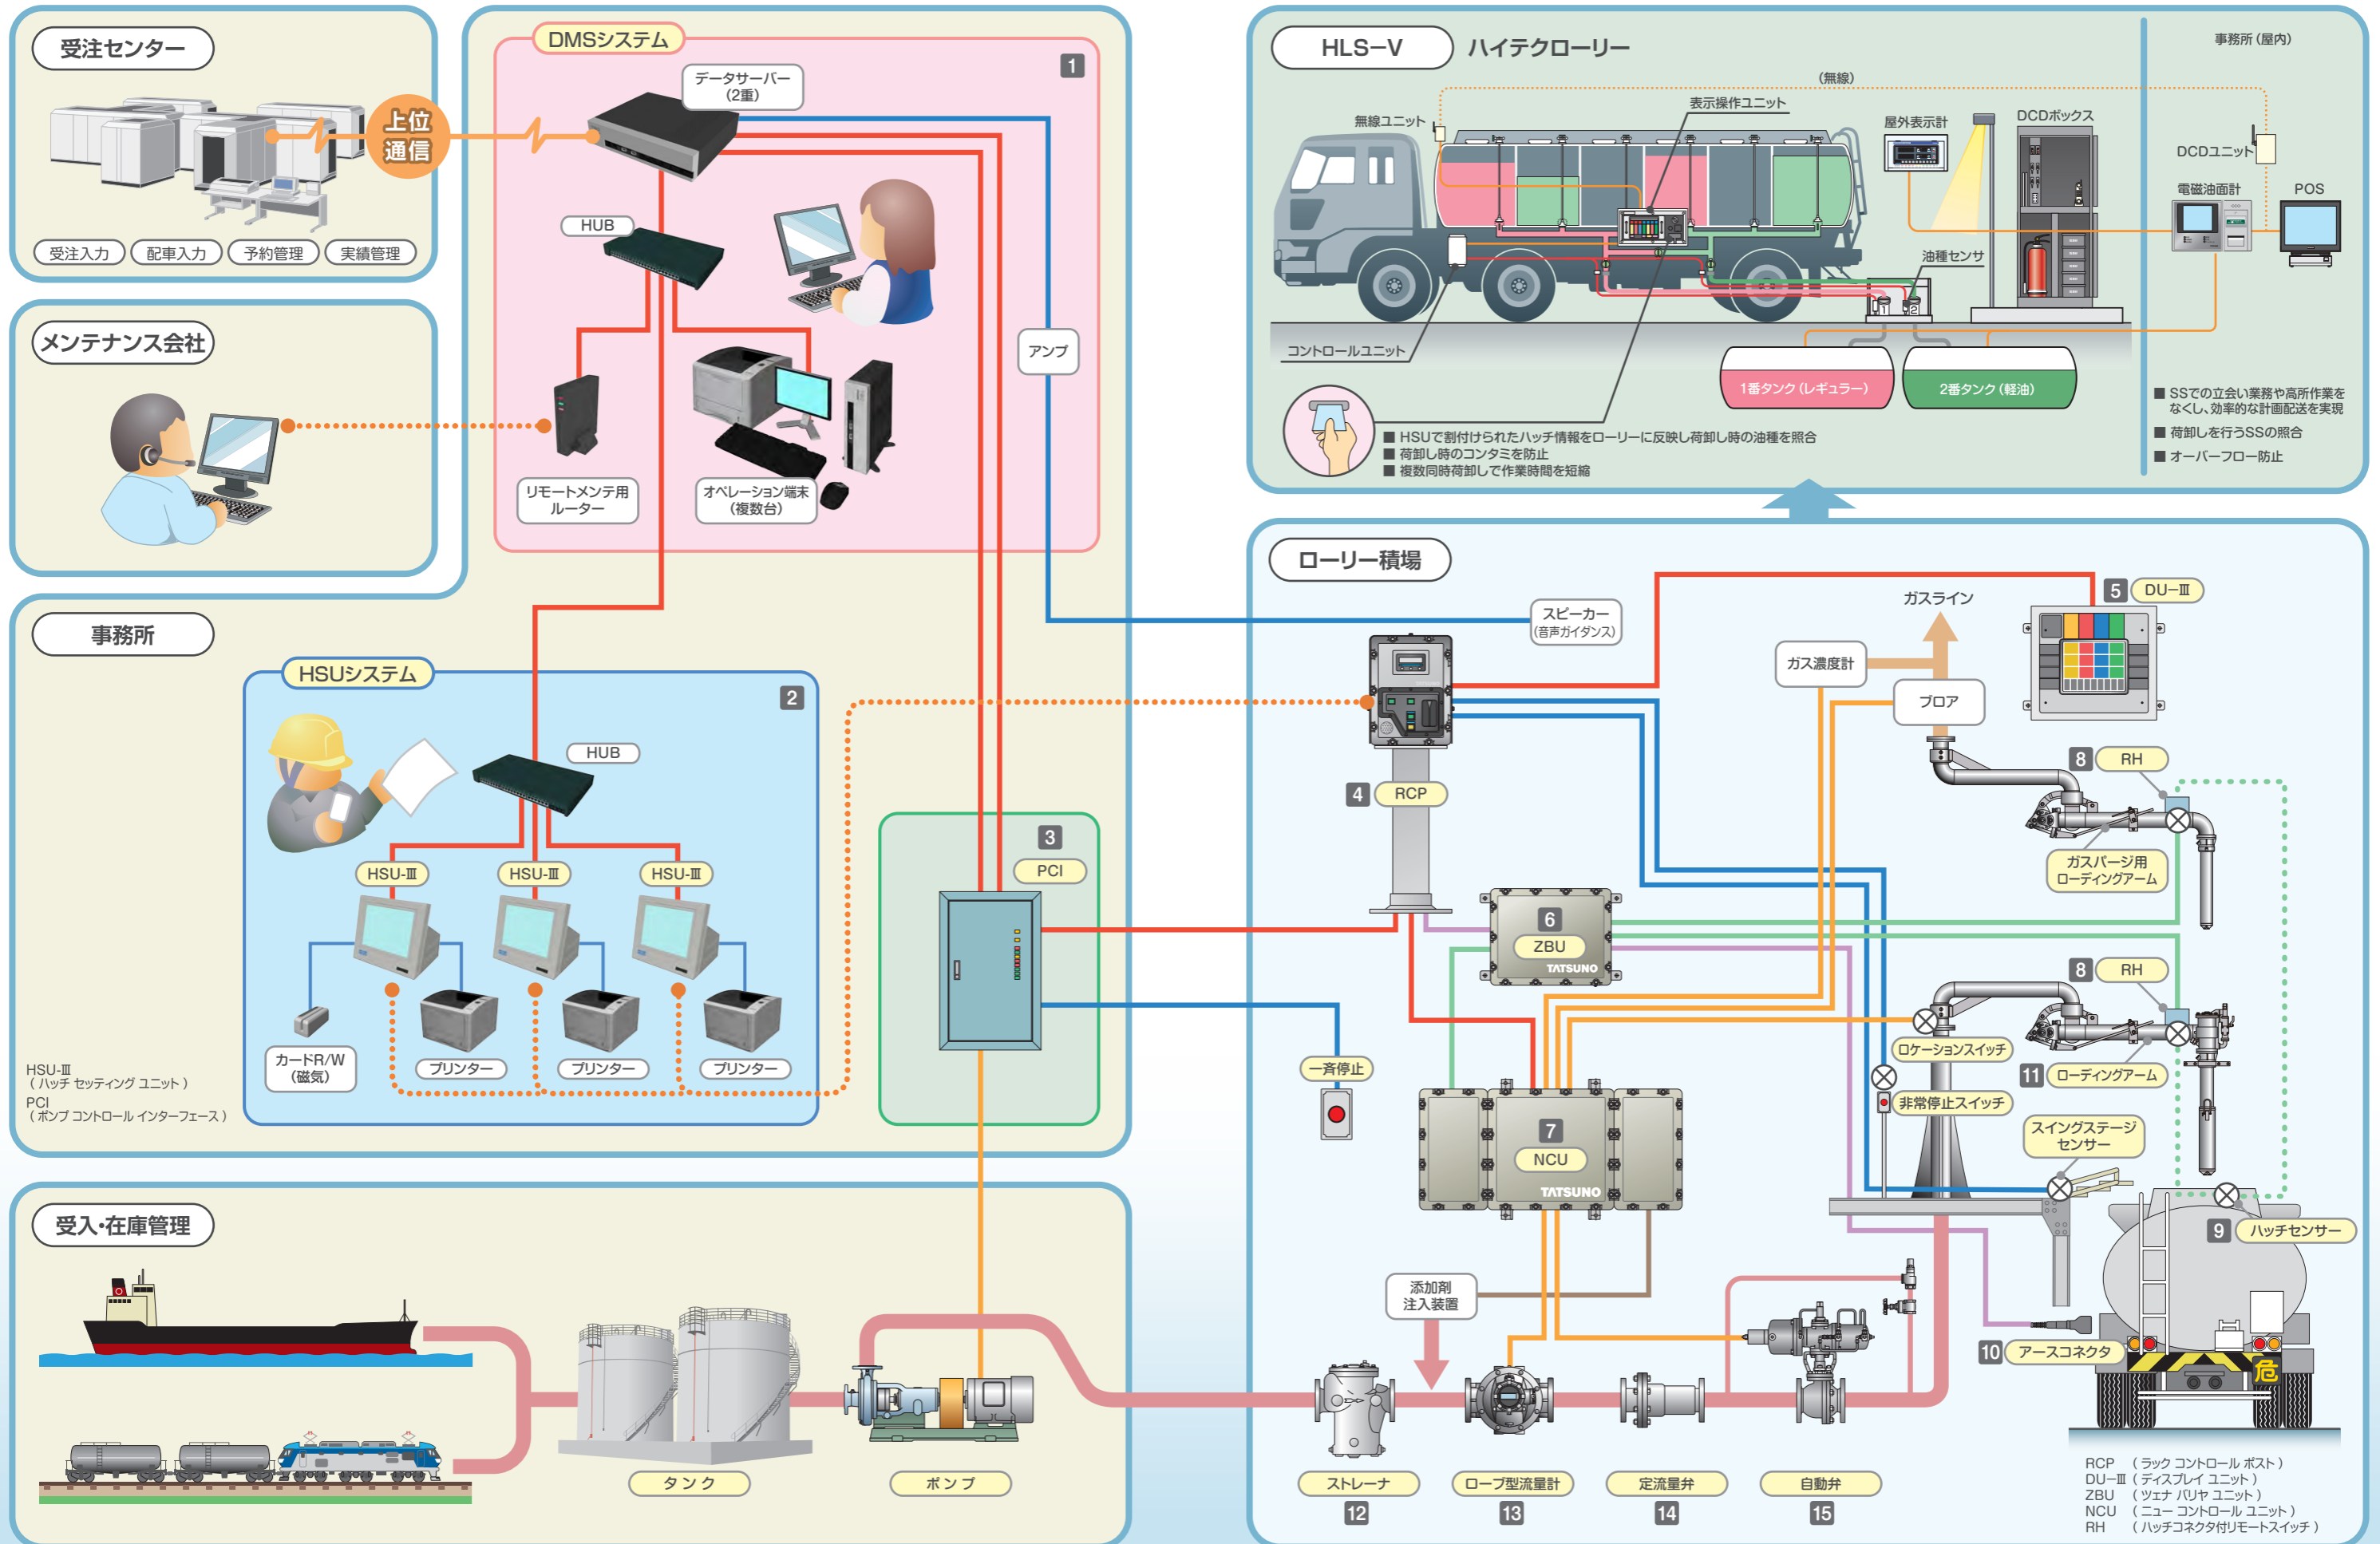 受注センター
上位
通信
受注入力
配車入力
予約管理
実績管理
メンテナンス会社
DMSシステム
1
データサーバー
(2重)
HUB
アンプ
リモートメンテ用
ルーター
オペレーション端末
(複数台)
事務所
HSUシステム
2
HUB
HSU-Ⅲ
HSU-Ⅲ
HSU-Ⅲ
カードR/W
(磁気)
プリンター
プリンター
プリンター
HSU-Ⅲ
(ハッチ セッティング ユニット)
PCI
(ポンプ コントロール インターフェース)
3
PCI
受入・在庫管理
タンク
ポンプ
HLS−V
ハイテクローリー
事務所(屋内)
(無線)
無線ユニット
表示操作ユニット
屋外表示計
DCDボックス
DCDユニット
電磁油面計
POS
油種センサ
1
2
コントロールユニット
1番タンク(レギュラー)
2番タンク(軽油)
■ HSUで割付けられたハッチ情報をローリーに反映し荷卸し時の油種を照合
■ 荷卸し時のコンタミを防止
■ 複数同時荷卸しで作業時間を短縮
■ SSでの立会い業務や高所作業を
なくし、効率的な計画配送を実現
■ 荷卸しを行うSSの照合
■ オーバーフロー防止
ローリー積場
スピーカー
(音声ガイダンス)
ガスライン
5
DU−Ⅲ
ガス濃度計
ブロア
4
RCP
8
RH
ガスパージ用
ローディングアーム
6
ZBU
TATSUNO
8
RH
ロケーションスイッチ
11
ローディングアーム
一斉停止
非常停止スイッチ
7
NCU
TATSUNO
スイングステージ
センサー
9
ハッチセンサー
添加剤
注入装置
10
アースコネクタ
危
ストレーナ
12
ローブ型流量計
13
定流量弁
14
自動弁
15
RCP (ラック コントロール ポスト)
DU−Ⅲ (ディスプレイ ユニット)
ZBU (ツェナ バリヤ ユニット)
NCU (ニュー コントロール ユニット)
RH (ハッチコネクタ付リモートスイッチ)